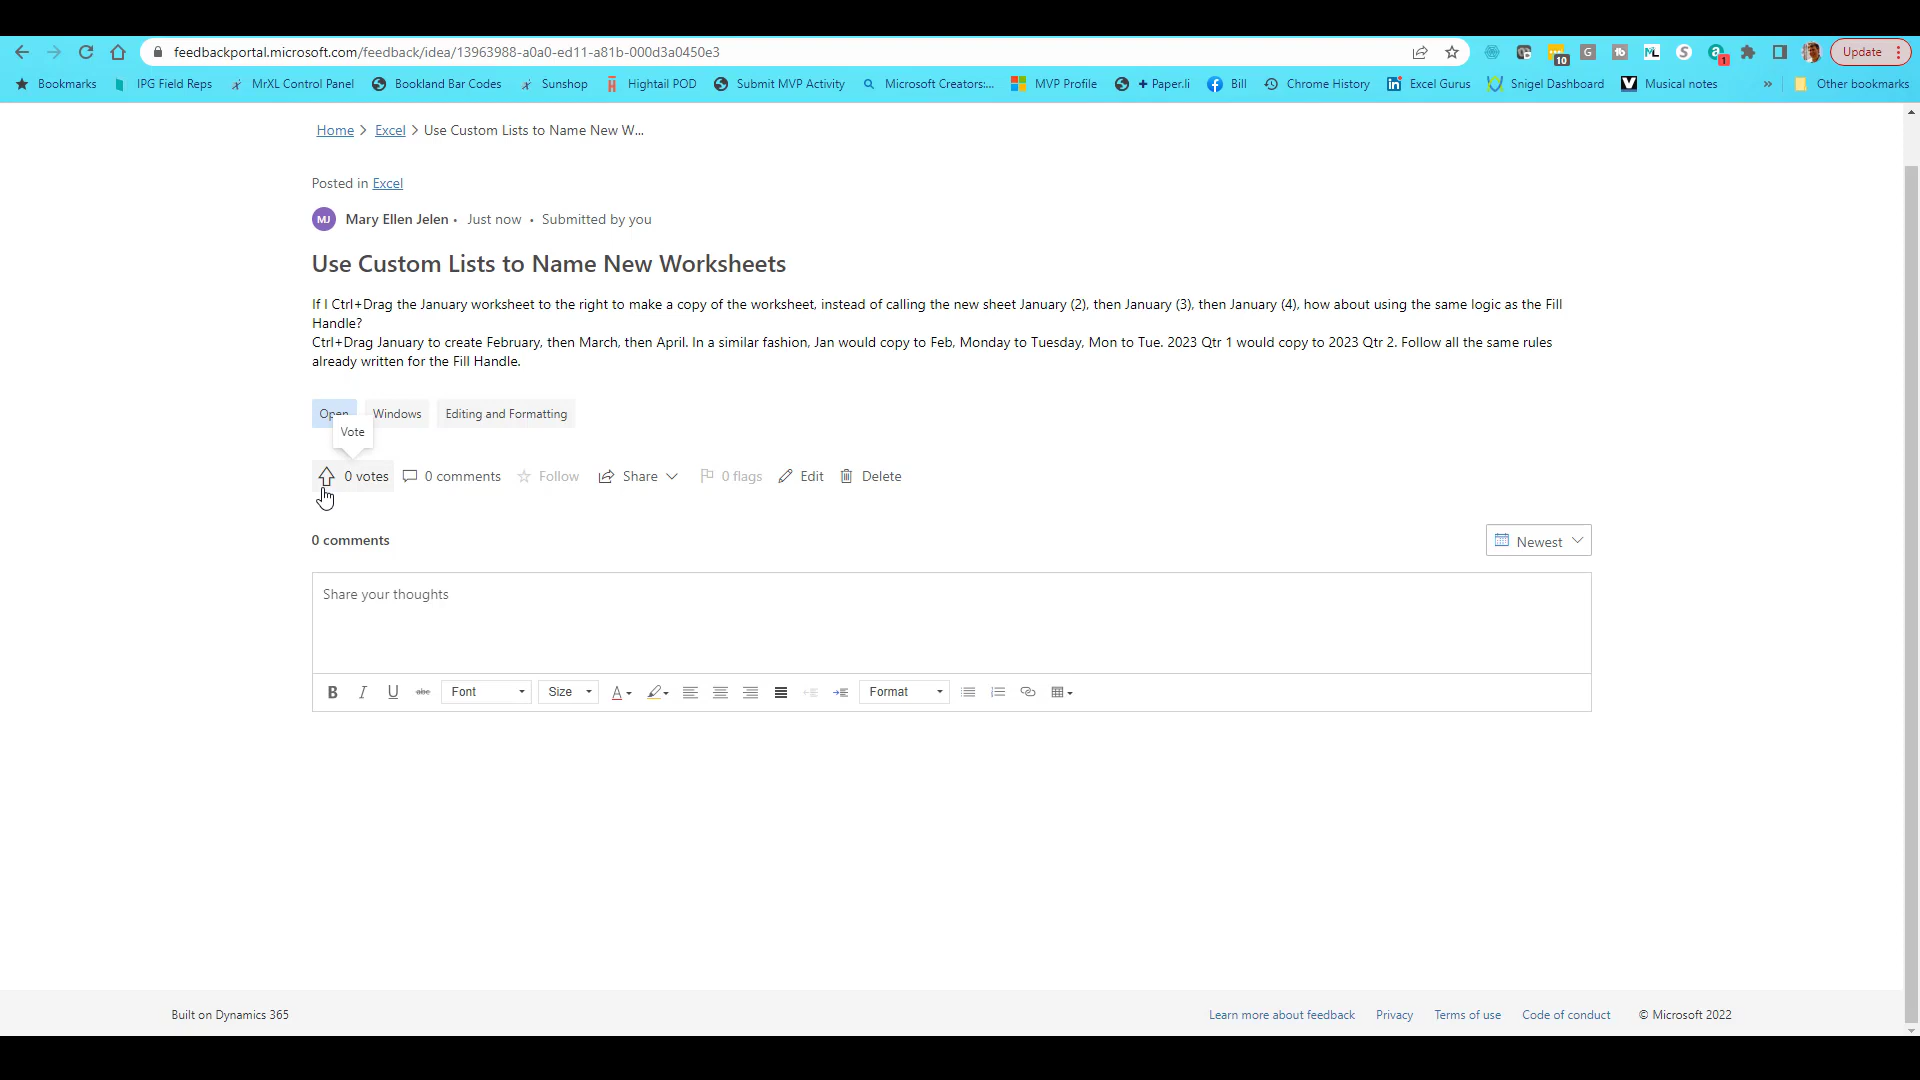 feedbackportal.microsoft.com/feedback/idea/13963988-a0a0-ed11-a81b-000d3a0450e3
10
G
tb
ML
S
a
1
Update
Bookmarks
IPG Field Reps
MrXL Control Panel
Bookland Bar Codes
Sunshop
Hightail POD
Submit MVP Activity
Microsoft Creators:...
MVP Profile
+ Paper.li
Bill
Chrome History
Excel Gurus
Snigel Dashboard
Musical notes
»
Other bookmarks
Home > Excel > Use Custom Lists to Name New W...
Posted in Excel
MJ Mary Ellen Jelen • Just now • Submitted by you
Use Custom Lists to Name New Worksheets
If I Ctrl+Drag the January worksheet to the right to make a copy of the worksheet, instead of calling the new sheet January (2), then January (3), then January (4), how about using the same logic as the Fill
Handle?
Ctrl+Drag January to create February, then March, then April. In a similar fashion, Jan would copy to Feb, Monday to Tuesday, Mon to Tue. 2023 Qtr 1 would copy to 2023 Qtr 2. Follow all the same rules
already written for the Fill Handle.
Open Windows Editing and Formatting
Vote
0 votes 0 comments Follow Share 0 flags Edit Delete
0 comments
Newest
Share your thoughts
B I U abc Font Size A Format
Built on Dynamics 365
Learn more about feedback Privacy Terms of use Code of conduct © Microsoft 2022